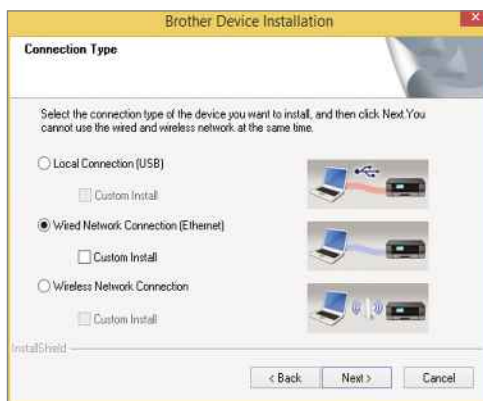 Brother Device Installation
Connection Type
Select the connection type of the device you want to install, and then click Next.You
cannot use the wired and wireless network at the same time.
Local Connection (USB)
Custom Install
Wired Network Connection (Ethernet)
Custom Install
Wireless Network Connection
Custom Install
InstallShield
< Back Next > Cancel